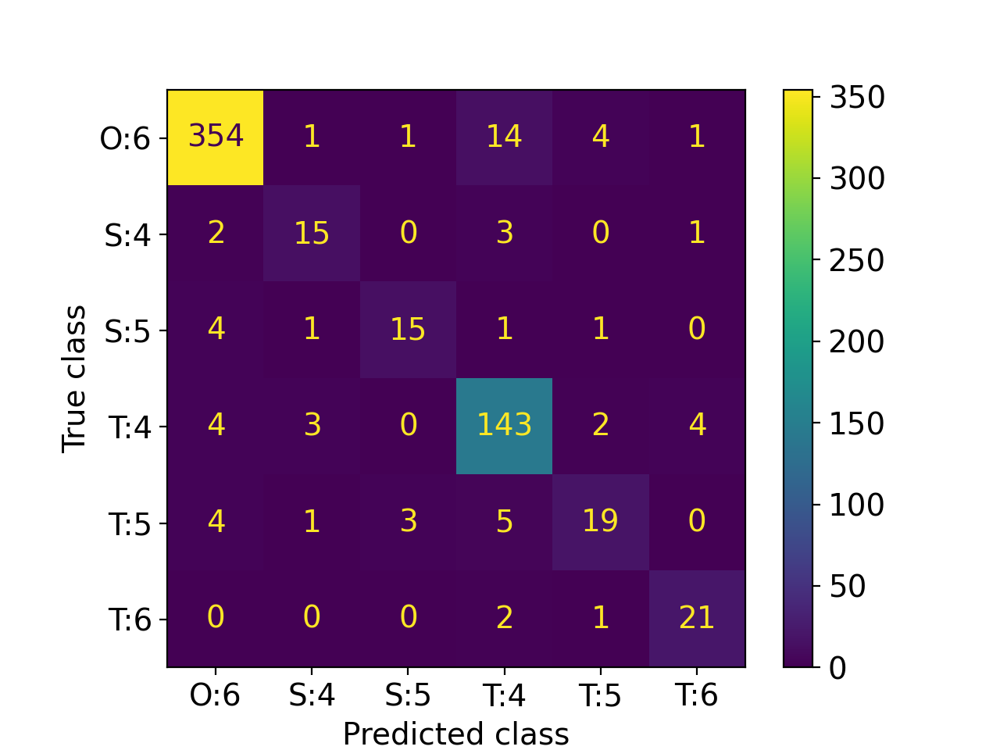 350
O:6 354 1 1 14 4 1
300
S:4 2 15 0 3 0 1
250
S:5 4 1 15 1 1 0
200
True class
T:4 4 3 0 143 2 4
150
100
T:5 4 1 3 5 19 0
50
T:6 0 0 0 2 1 21
0
O:6 S:4 S:5 T:4 T:5 T:6
Predicted class